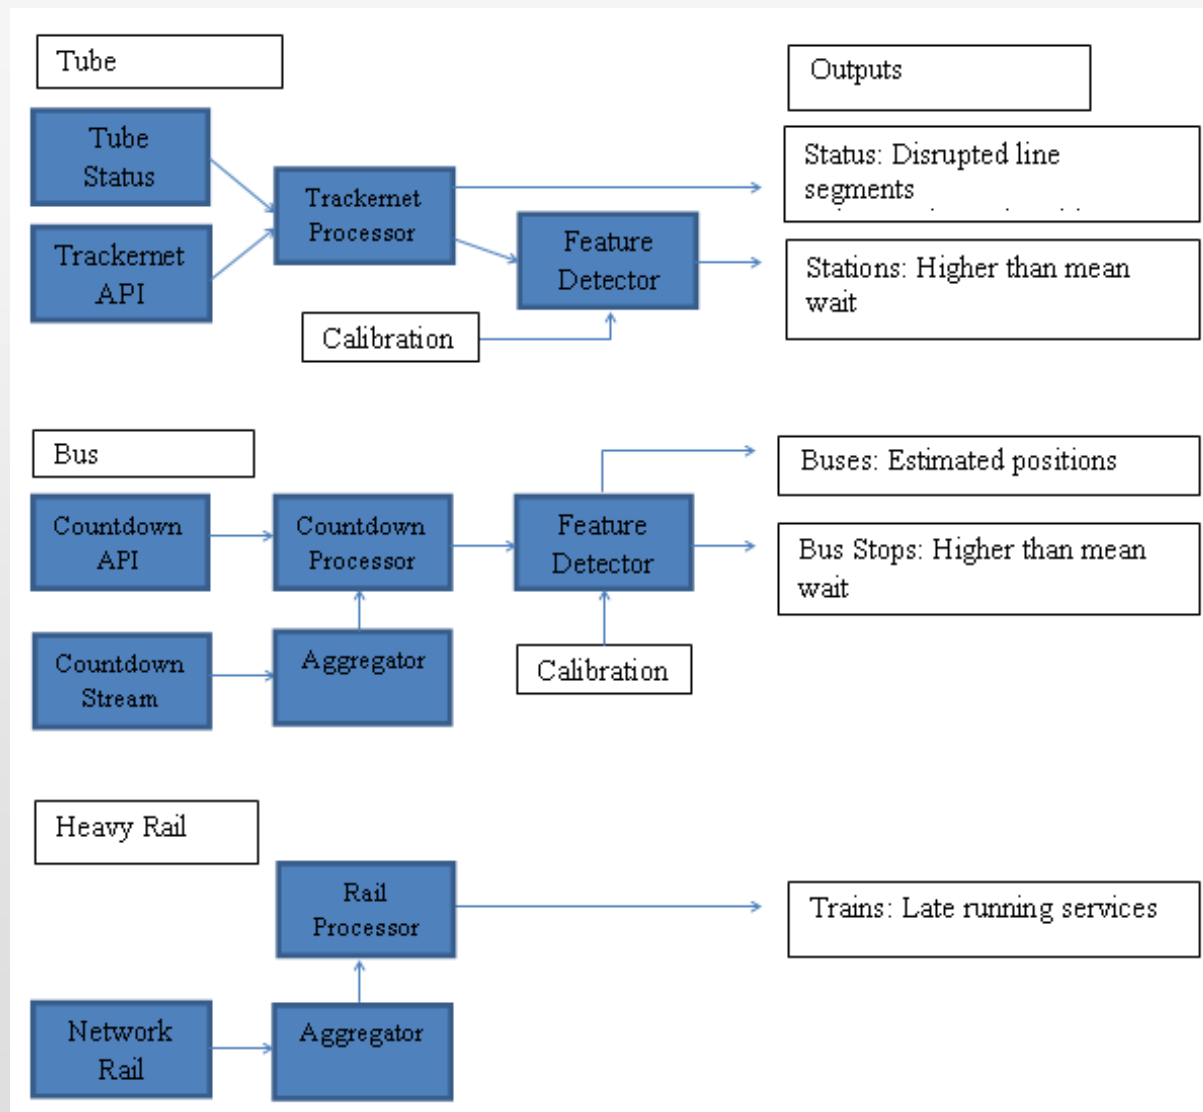 Tube
Outputs
Tube
Status
Trackernet
API
Trackernet
Processor
Feature
Detector
Calibration
Status: Disrupted line
segments
Stations: Higher than mean
wait
Bus
Countdown
API
Countdown
Processor
Feature
Detector
Countdown
Stream
Aggregator
Calibration
Buses: Estimated positions
Bus Stops: Higher than mean
wait
Heavy Rail
Rail
Processor
Network
Rail
Aggregator
Trains: Late running services